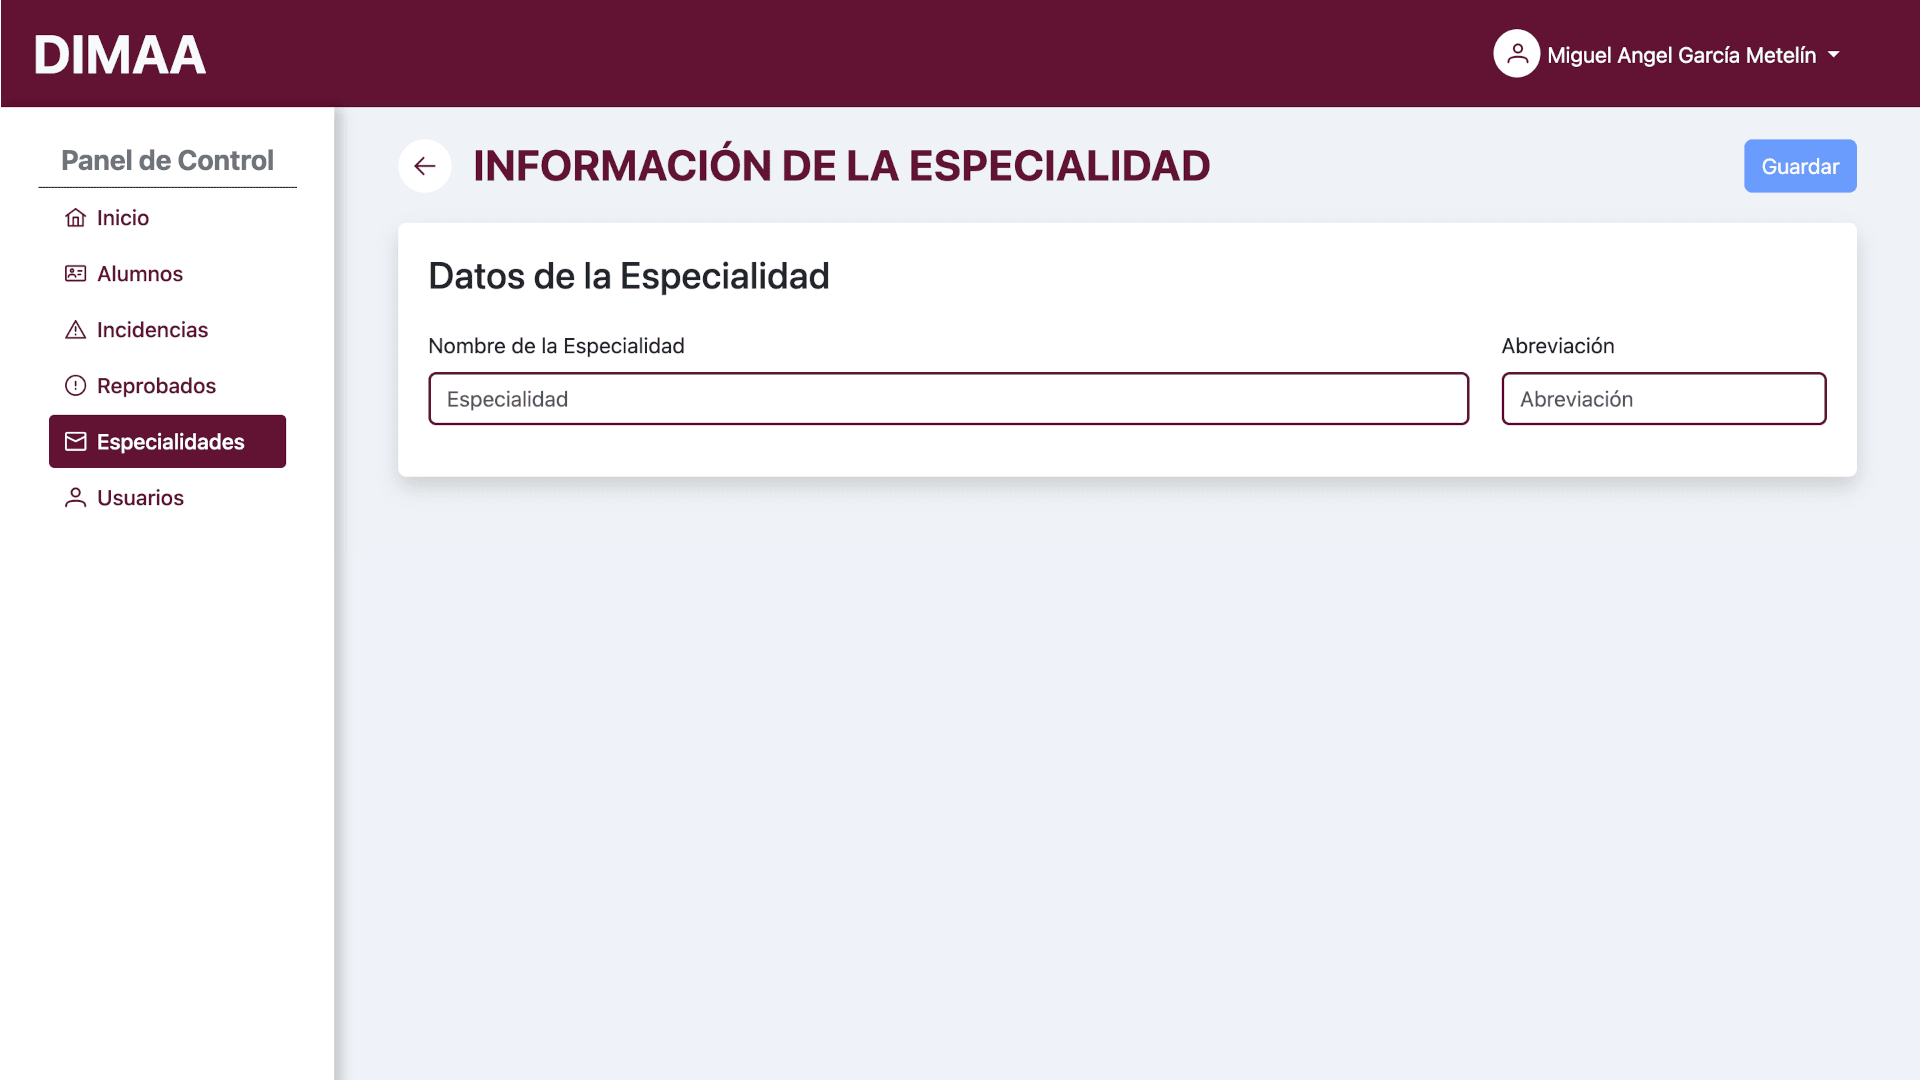 DIMAA
Miguel Angel García Metelín
Panel de Control
Inicio
Alumnos
Incidencias
Reprobados
Especialidades
Usuarios
INFORMACIÓN DE LA ESPECIALIDAD
Guardar
Datos de la Especialidad
Nombre de la Especialidad
Abreviación
Especialidad
Abreviación